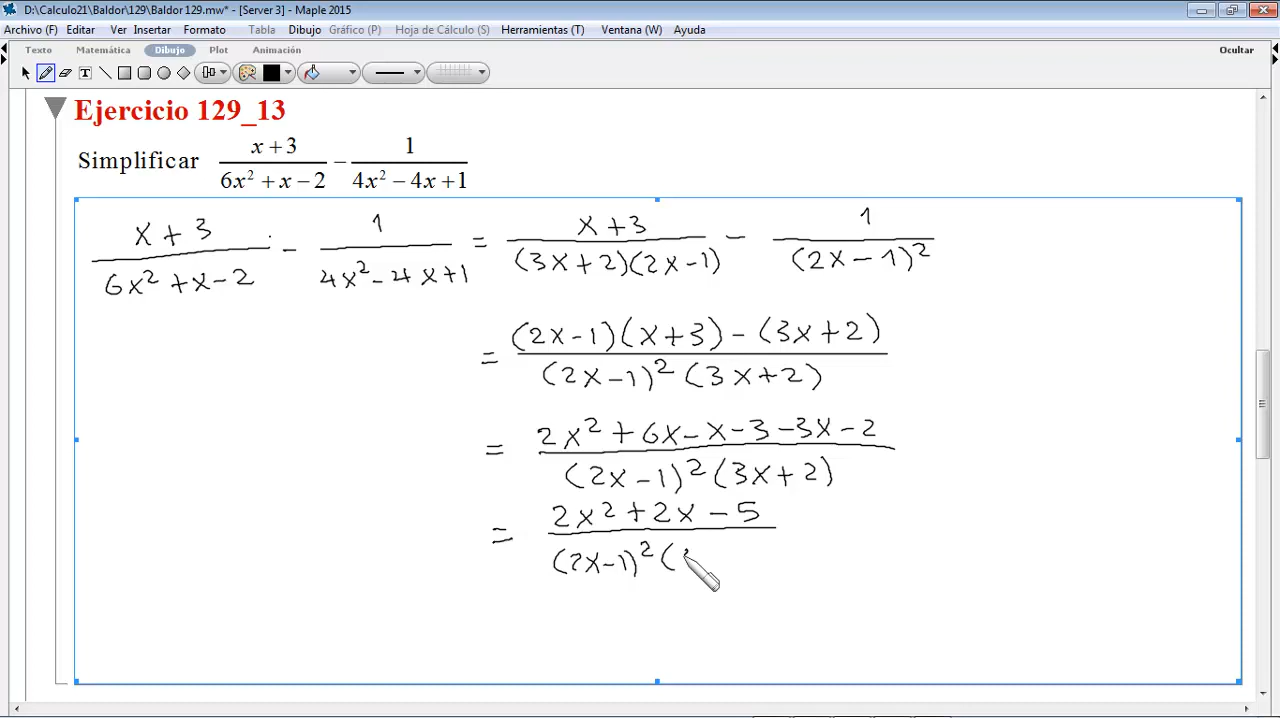 D:\Calculo21\Baldor\129\Baldor 129.mw* - [Server 3] - Maple 2015
Archivo (F) Editar Ver Insertar Formato Tabla Dibujo Gráfico (P) Hoja de Cálculo (S) Herramientas (T) Ventana (W) Ayuda
Texto Matemática Dibujo Plot Animación Ocultar
T
Ejercicio 129_13
Simplificar (x+3)/(6x²+x−2) − 1/(4x²−4x+1)
(x+3)/(6x²+x−2) − 1/(4x²−4x+1) = (x+3)/((3x+2)(2x−1)) − 1/(2x−1)²
= ((2x−1)(x+3)−(3x+2))/((2x−1)²(3x+2))
= (2x²+6x−x−3−3x−2)/((2x−1)²(3x+2))
= (2x²+2x−5)/((2x−1)²(